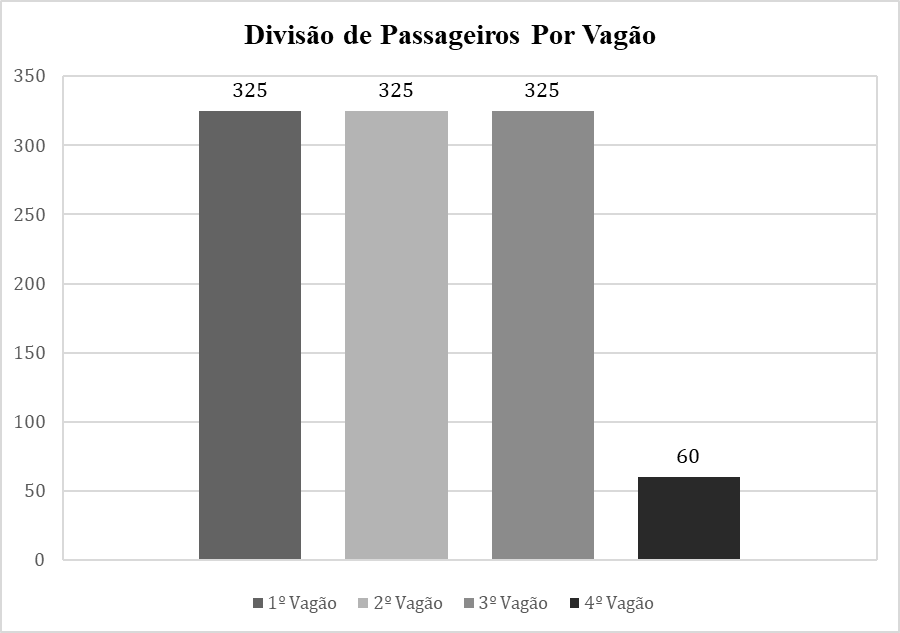 Divisão de Passageiros Por Vagão
350
300
250
200
150
100
50
0
325
325
325
60
1º Vagão
2º Vagão
3º Vagão
4º Vagão